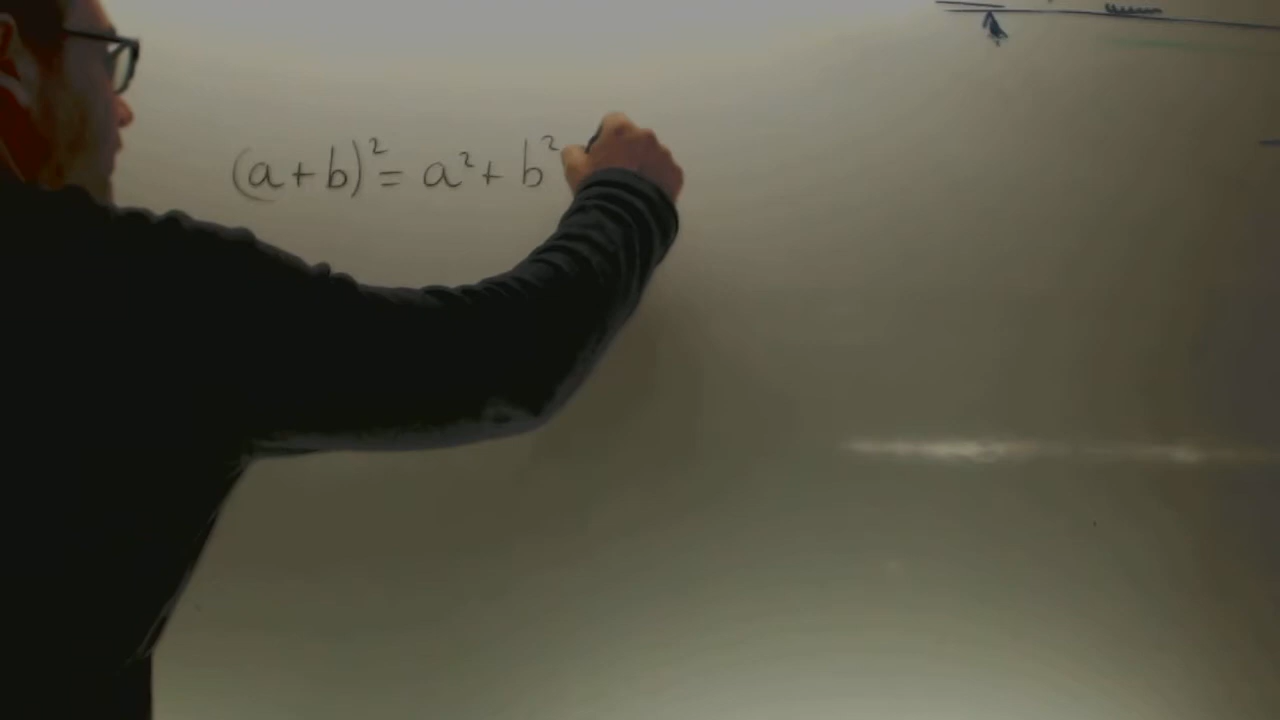 (a+b)² = a² + b²